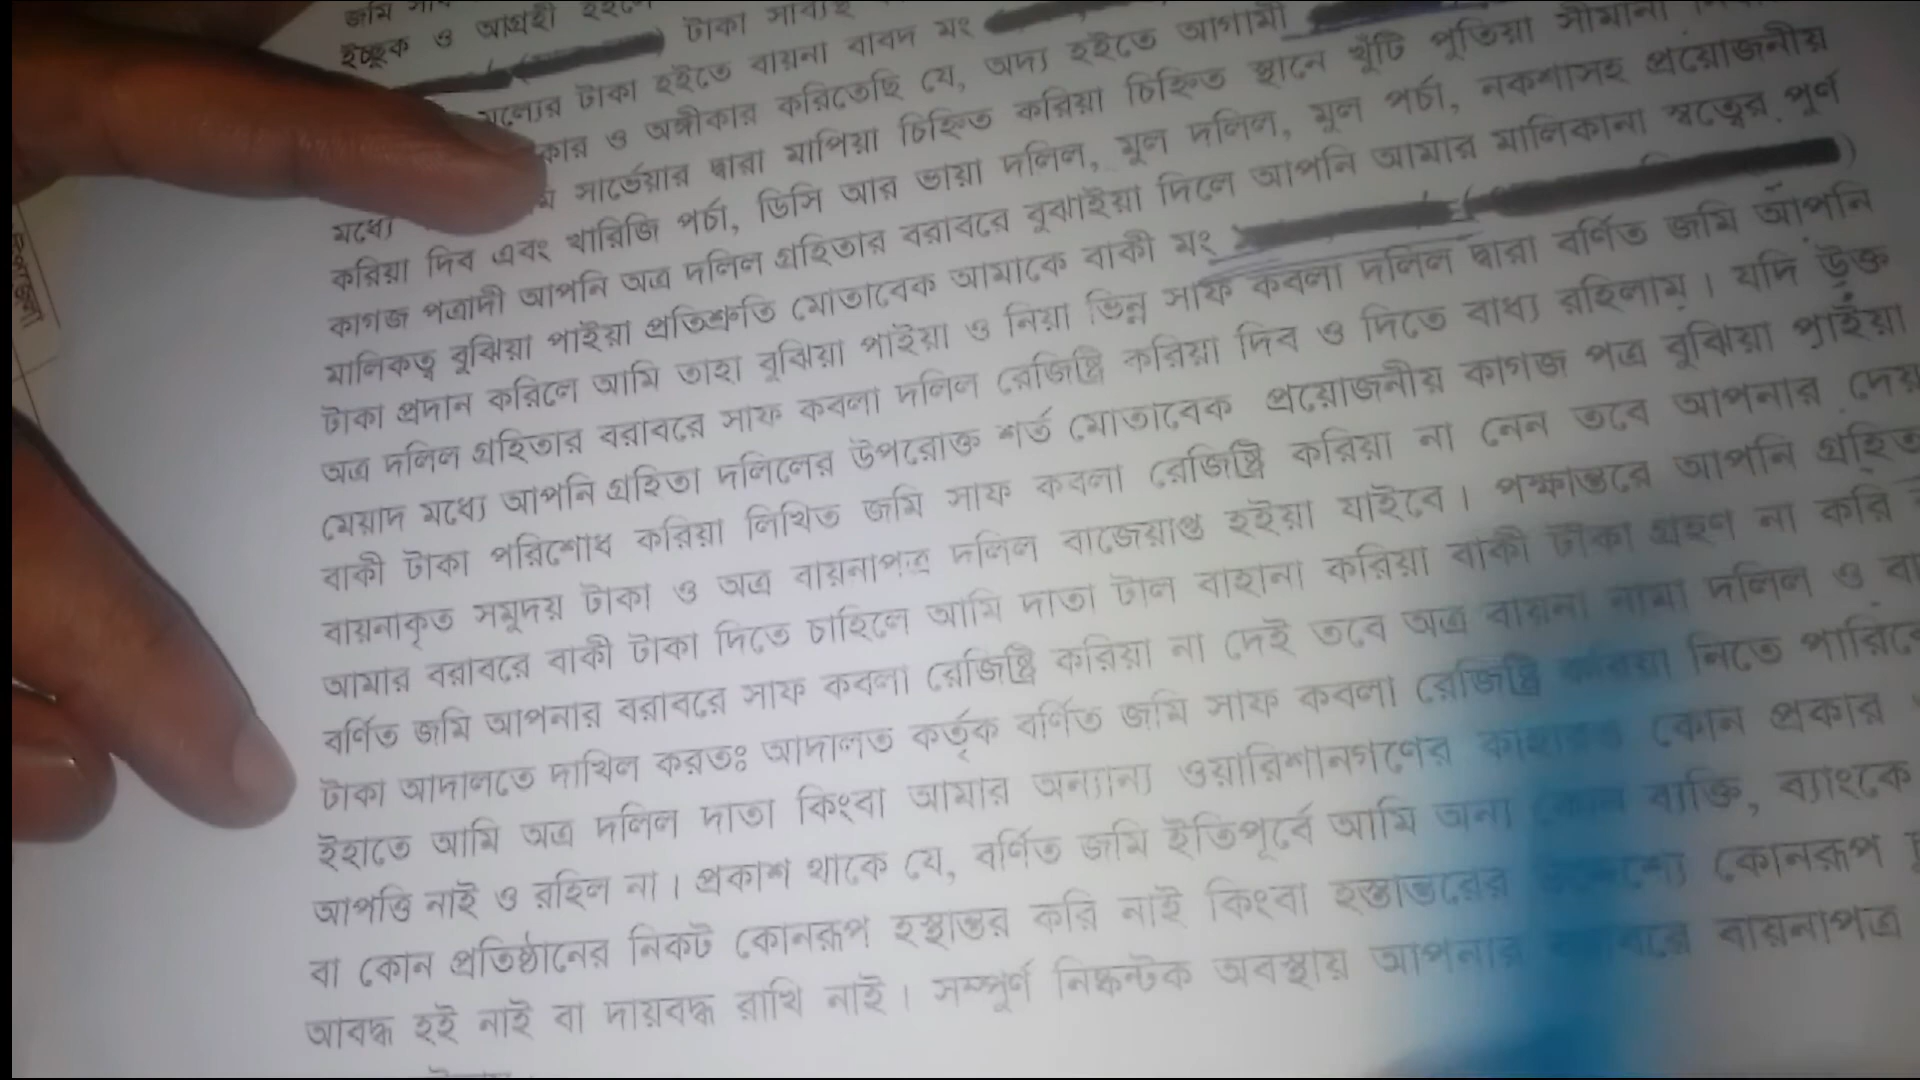 জমি
ইচ্ছুক ও আগ্রহী হইলে
টাকা সাব্যস্থ
মূল্যের টাকা হইতে বায়না বাবদ মং
কার ও অঙ্গীকার করিতেছি যে, অদ্য হইতে আগামী
মধ্যে সার্ভেয়ার দ্বারা মাপিয়া চিহ্নিত করিয়া চিহ্নিত স্থানে খুঁটি পুতিয়া সীমানা
করিয়া দিব এবং খারিজি পর্চা, ডিসি আর ভায়া দলিল, মূল দলিল, মূল পর্চা, নকশাসহ প্রয়োজনীয়
কাগজ পত্রাদী আপনি অত্র দলিল গ্রহিতার বরাবরে বুঝাইয়া দিলে আপনি আমার মালিকানা স্বত্বের পূর্ণ
মালিকত্ব বুঝিয়া পাইয়া প্রতিশ্রুতি মোতাবেক আমাকে বাকী মং
টাকা প্রদান করিলে আমি তাহা বুঝিয়া পাইয়া ও নিয়া ভিন্ন সাফ কবলা দলিল দ্বারা বর্ণিত জমি আপনি
অত্র দলিল গ্রহিতার বরাবরে সাফ কবলা দলিল রেজিষ্ট্রি করিয়া দিব ও দিতে বাধ্য রহিলাম। যদি উক্ত
মেয়াদ মধ্যে আপনি গ্রহিতা দলিলের উপরোক্ত শর্ত মোতাবেক প্রয়োজনীয় কাগজ পত্র বুঝিয়া পাইয়া
বাকী টাকা পরিশোধ করিয়া লিখিত জমি সাফ কবলা রেজিষ্ট্রি করিয়া না নেন তবে আপনার দেয়
বায়নাকৃত সমুদয় টাকা ও অত্র বায়নাপত্র দলিল বাজেয়াপ্ত হইয়া যাইবে। পক্ষান্তরে আপনি গ্রহিত
আমার বরাবরে বাকী টাকা দিতে চাহিলে আমি দাতা টাল বাহানা করিয়া বাকী টাকা গ্রহণ না করি
বর্ণিত জমি আপনার বরাবরে সাফ কবলা রেজিষ্ট্রি করিয়া না দেই তবে অত্র বায়না নামা দলিল ও বা
টাকা আদালতে দাখিল করতঃ আদালত কর্তৃক বর্ণিত জমি সাফ কবলা রেজিষ্ট্রি করিয়া নিতে পারিবে
ইহাতে আমি অত্র দলিল দাতা কিংবা আমার অন্যান্য ওয়ারিশানগণের কাহারও কোন প্রকার
আপত্তি নাই ও রহিল না। প্রকাশ থাকে যে, বর্ণিত জমি ইতিপূর্বে আমি অন্য কোন ব্যক্তি, ব্যাংকে
বা কোন প্রতিষ্ঠানের নিকট কোনরূপ হস্থান্তর করি নাই কিংবা হস্তান্তরের কোনরূপ
আবদ্ধ হই নাই বা দায়বদ্ধ রাখি নাই। সম্পূর্ণ নিষ্কন্টক অবস্থায় আপনার বায়নাপত্র